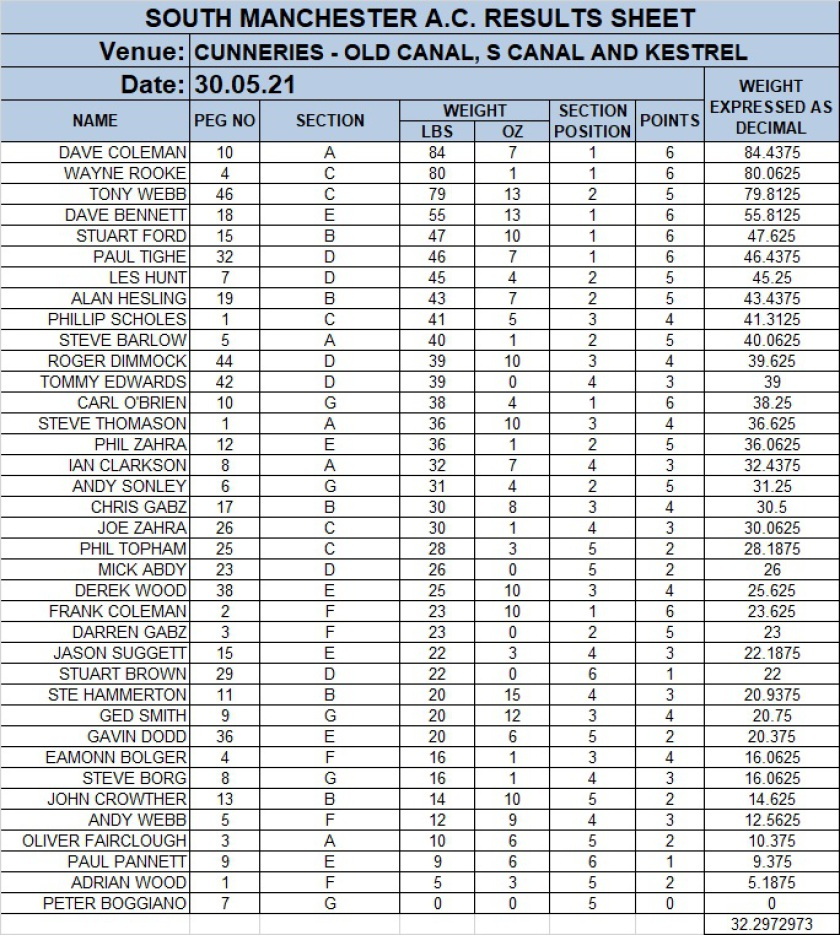 SOUTH MANCHESTER A.C. RESULTS SHEET
Venue: CUNNERIES - OLD CANAL, S CANAL AND KESTREL
Date: 30.05.21
NAME PEG NO SECTION WEIGHT LBS OZ SECTION POSITION POINTS WEIGHT EXPRESSED AS DECIMAL
DAVE COLEMAN 10 A 84 7 1 6 84.4375
WAYNE ROOKE 4 C 80 1 1 6 80.0625
TONY WEBB 46 C 79 13 2 5 79.8125
DAVE BENNETT 18 E 55 13 1 6 55.8125
STUART FORD 15 B 47 10 1 6 47.625
PAUL TIGHE 32 D 46 7 1 6 46.4375
LES HUNT 7 D 45 4 2 5 45.25
ALAN HESLING 19 B 43 7 2 5 43.4375
PHILLIP SCHOLES 1 C 41 5 3 4 41.3125
STEVE BARLOW 5 A 40 1 2 5 40.0625
ROGER DIMMOCK 44 D 39 10 3 4 39.625
TOMMY EDWARDS 42 D 39 0 4 3 39
CARL O'BRIEN 10 G 38 4 1 6 38.25
STEVE THOMASON 1 A 36 10 3 4 36.625
PHIL ZAHRA 12 E 36 1 2 5 36.0625
IAN CLARKSON 8 A 32 7 4 3 32.4375
ANDY SONLEY 6 G 31 4 2 5 31.25
CHRIS GABZ 17 B 30 8 3 4 30.5
JOE ZAHRA 26 C 30 1 4 3 30.0625
PHIL TOPHAM 25 C 28 3 5 2 28.1875
MICK ABDY 23 D 26 0 5 2 26
DEREK WOOD 38 E 25 10 3 4 25.625
FRANK COLEMAN 2 F 23 10 1 6 23.625
DARREN GABZ 3 F 23 0 2 5 23
JASON SUGGETT 15 E 22 3 4 3 22.1875
STUART BROWN 29 D 22 0 6 1 22
STE HAMMERTON 11 B 20 15 4 3 20.9375
GED SMITH 9 G 20 12 3 4 20.75
GAVIN DODD 36 E 20 6 5 2 20.375
EAMONN BOLGER 4 F 16 1 3 4 16.0625
STEVE BORG 8 G 16 1 4 3 16.0625
JOHN CROWTHER 13 B 14 10 5 2 14.625
ANDY WEBB 5 F 12 9 4 3 12.5625
OLIVER FAIRCLOUGH 3 A 10 6 5 2 10.375
PAUL PANNETT 9 E 9 6 6 1 9.375
ADRIAN WOOD 1 F 5 3 5 2 5.1875
PETER BOGGIANO 7 G 0 0 5 0 0
32.2972973